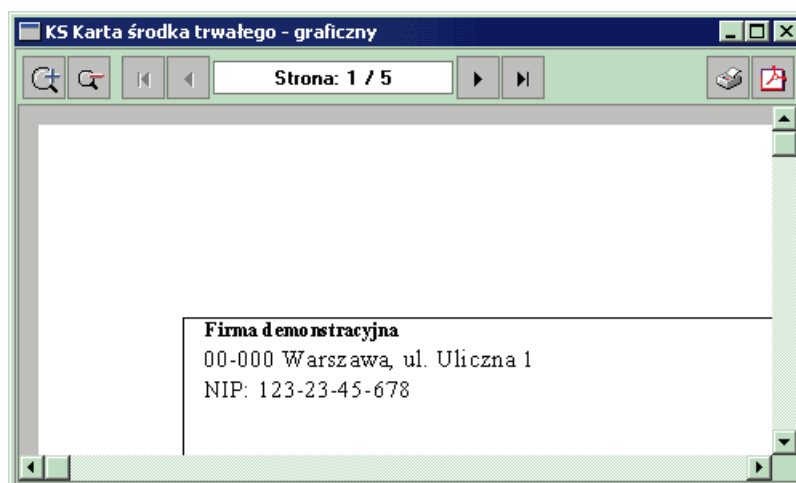 KS Karta środka trwałego - graficzny
Strona: 1 / 5
Firma demonstracyjna
00-000 Warszawa, ul. Uliczna 1
NIP: 123-23-45-678